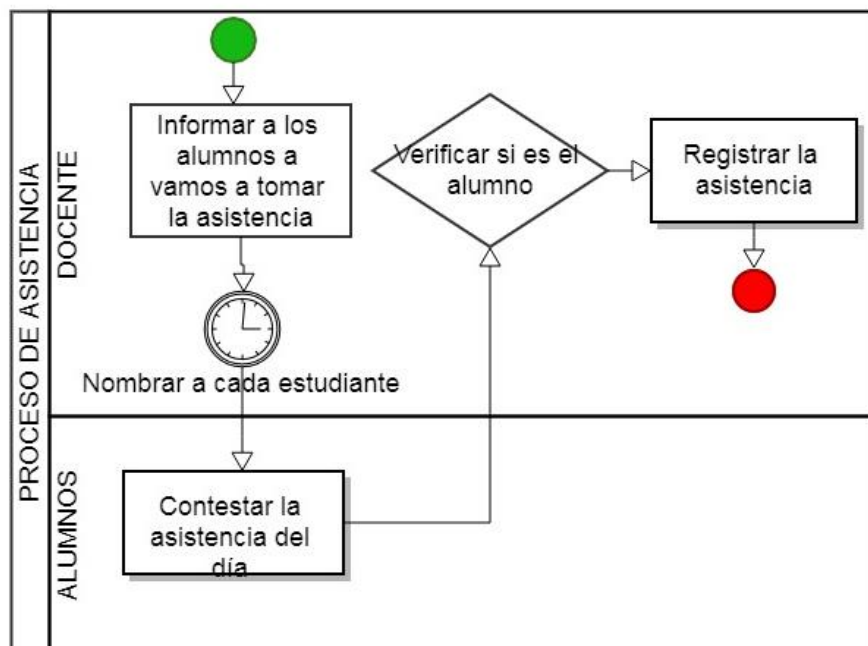 PROCESO DE ASISTENCIA
DOCENTE
Informar a los
alumnos a
vamos a tomar
la asistencia
Nombrar a cada estudiante
Verificar si es el
alumno
Registrar la
asistencia
ALUMNOS
Contestar la
asistencia del
día